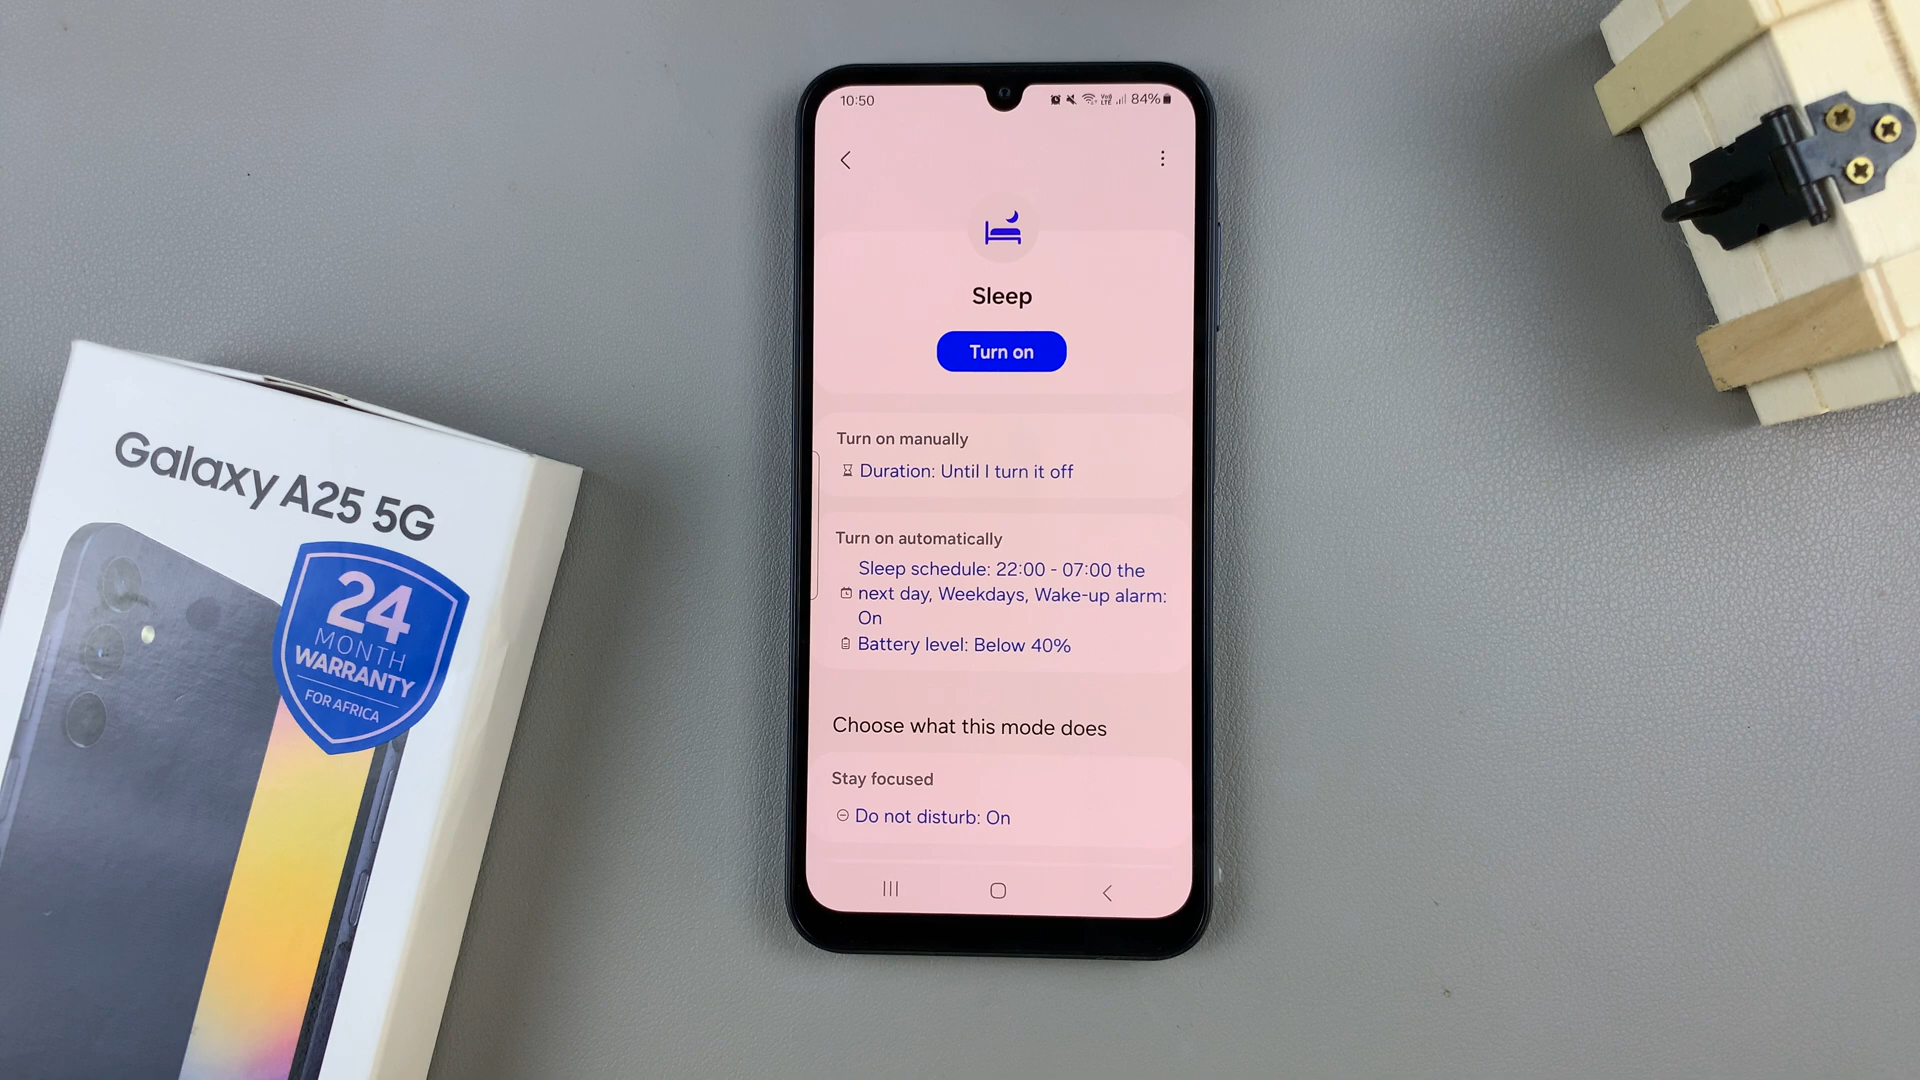 10:50
VoI)
LTE
84%
Sleep
Turn on
Turn on manually
Duration: Until I turn it off
Turn on automatically
Sleep schedule: 22:00 - 07:00 the
next day, Weekdays, Wake-up alarm:
On
Battery level: Below 40%
Choose what this mode does
Stay focused
Do not disturb: On
Galaxy A25 5G
24
MONTH
WARRANTY
FOR AFRICA